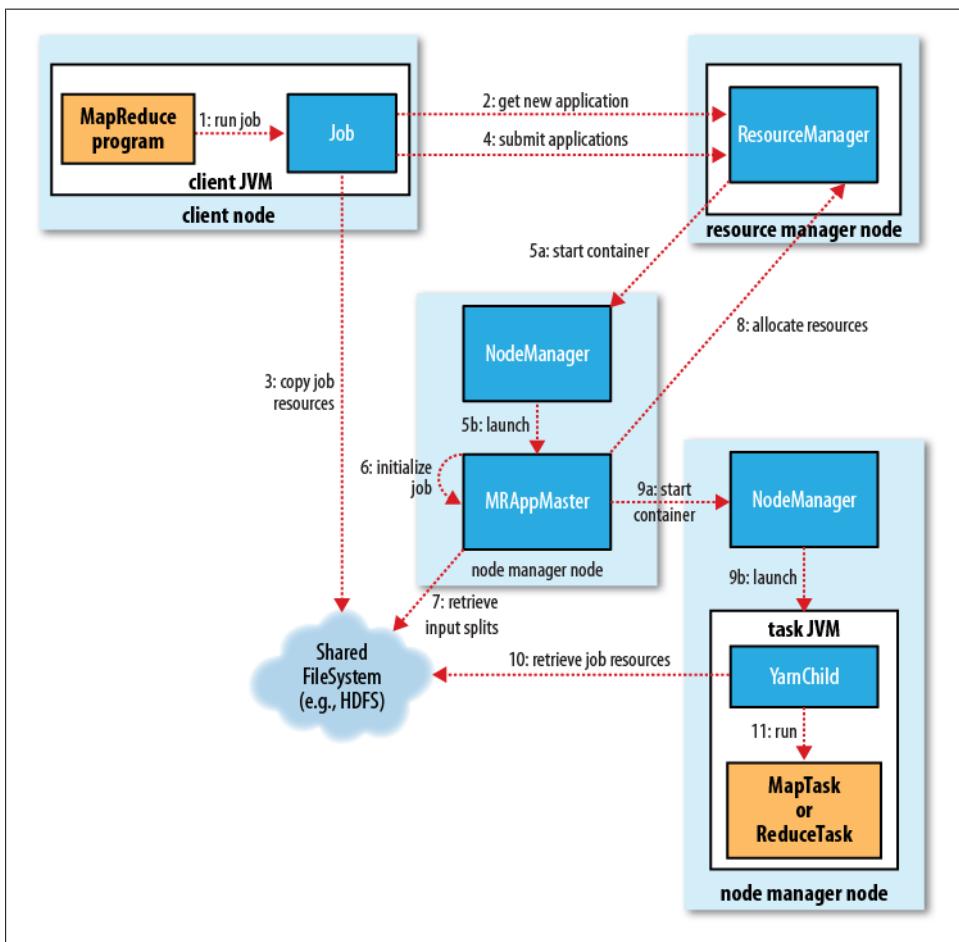 MapReduce
program
1: run job
Job
client JVM
client node
2: get new application
4: submit applications
ResourceManager
resource manager node
5a: start container
8: allocate resources
3: copy job
resources
NodeManager
5b: launch
6: initialize
job
MRAppMaster
node manager node
9a: start
container
NodeManager
9b: launch
7: retrieve
input splits
Shared
FileSystem
(e.g., HDFS)
10: retrieve job resources
task JVM
YarnChild
11: run
MapTask
or
ReduceTask
node manager node